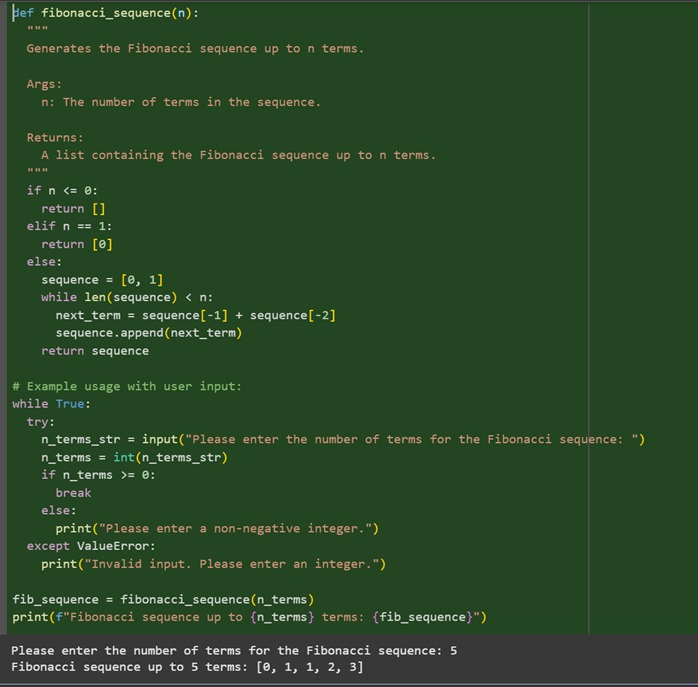 def fibonacci_sequence(n):
  """
  Generates the Fibonacci sequence up to n terms.

  Args:
    n: The number of terms in the sequence.

  Returns:
    A list containing the Fibonacci sequence up to n terms.
  """
  if n <= 0:
    return []
  elif n == 1:
    return [0]
  else:
    sequence = [0, 1]
    while len(sequence) < n:
      next_term = sequence[-1] + sequence[-2]
      sequence.append(next_term)
    return sequence

# Example usage with user input:
while True:
  try:
    n_terms_str = input("Please enter the number of terms for the Fibonacci sequence: ")
    n_terms = int(n_terms_str)
    if n_terms >= 0:
      break
    else:
      print("Please enter a non-negative integer.")
  except ValueError:
    print("Invalid input. Please enter an integer.")

fib_sequence = fibonacci_sequence(n_terms)
print(f"Fibonacci sequence up to {n_terms} terms: {fib_sequence}")
Please enter the number of terms for the Fibonacci sequence: 5
Fibonacci sequence up to 5 terms: [0, 1, 1, 2, 3]